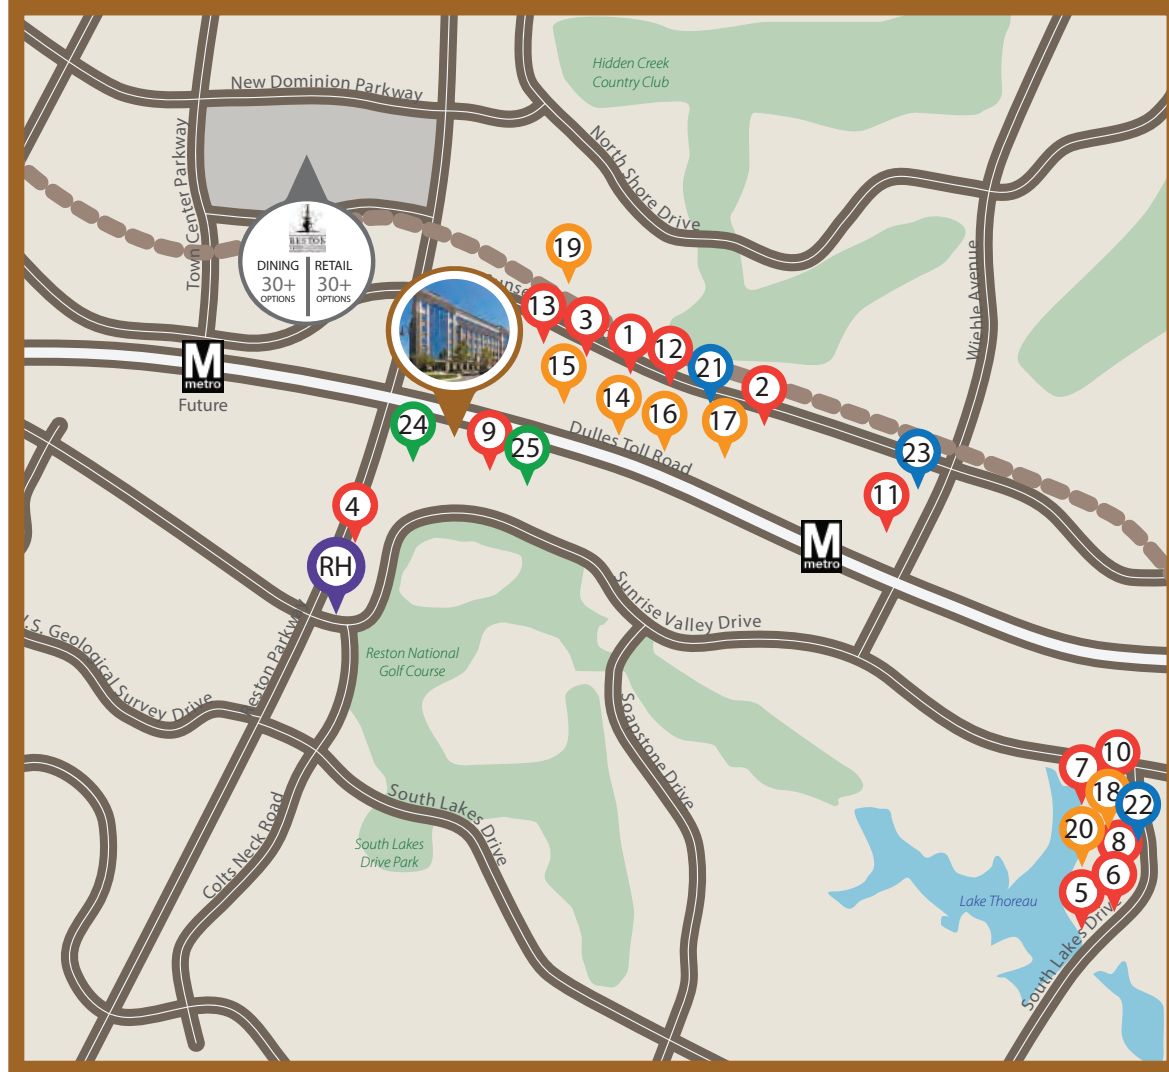 Hidden Creek
Country Club
New Dominion Parkway
Town Center Parkway
North Shore Drive
Wiehle Avenue
RESTON
DINING
30+
OPTIONS
RETAIL
30+
OPTIONS
19
13
3
1
12
21
2
15
14
16
17
23
11
M
metro
Future
24
9
25
Dulles Toll Road
M
metro
4
RH
Sunrise Valley Drive
Reston Parkway
.S. Geological Survey Drive
Reston National
Golf Course
Soapstone Drive
South Lakes Drive
Colts Neck Road
South Lakes
Drive Park
10
7
18
22
20
8
6
5
Lake Thoreau
South Lakes Drive